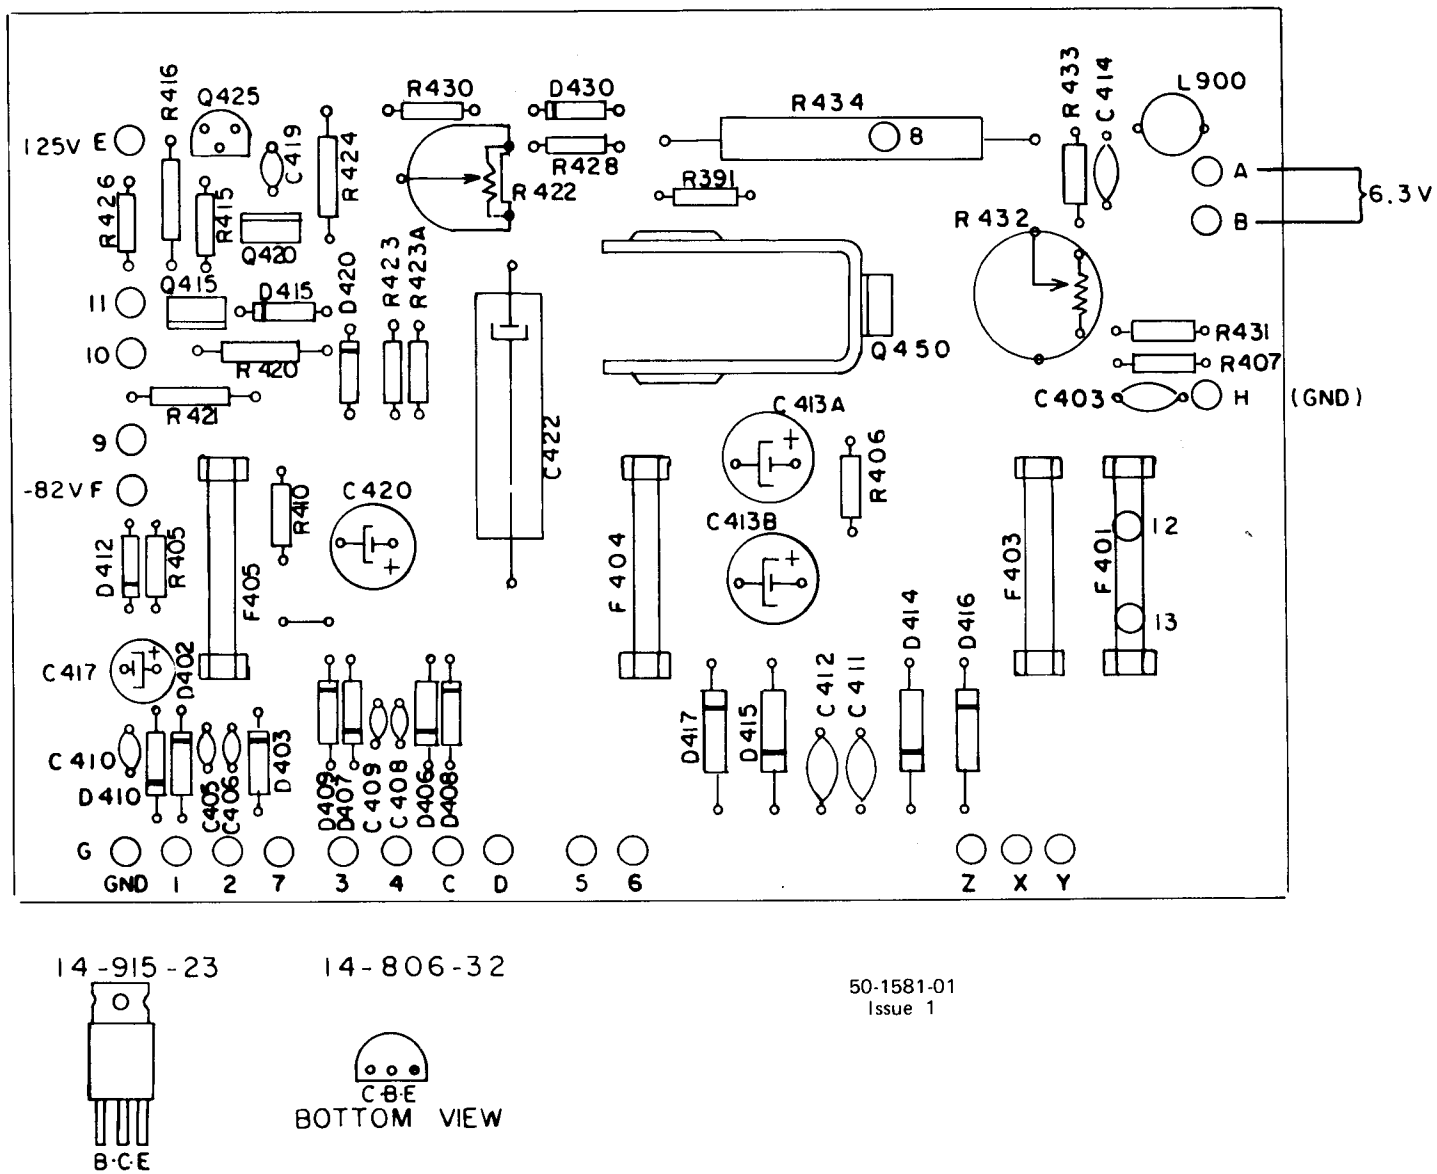 R416
Q425
R430
D430
R434
8
R433
C414
L900
125V E
C419
R424
R428
R422
R391
A
B
6.3V
R426
R415
Q420
R432
Q415
D415
D420
R423
R423A
11
10
R420
Q450
R431
R407
R421
C403
H (GND)
C413A
C422
R406
9
-82V F
R410
C420
C413B
F404
F403
F401
12
13
D412
R405
F405
D414
D416
C417
D402
D417
D415
C412
C411
C410
D410
C405
C406
D403
D409
D407
C409
C408
D406
D408
G
GND 1 2 7 3 4 C D 5 6 Z X Y
14-915-23
14-806-32
50-1581-01
Issue 1
C·B·E
BOTTOM VIEW
B·C·E